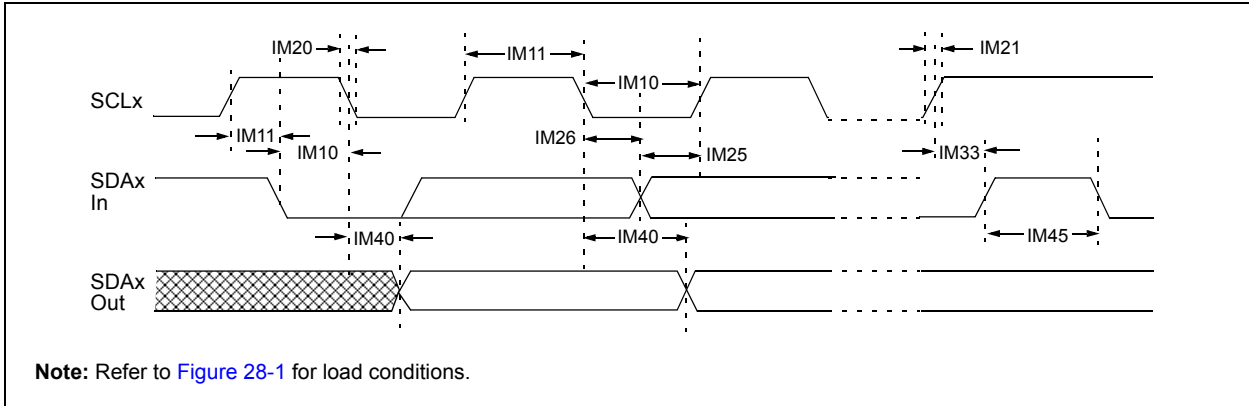 IM20
IM11
IM21
IM10
SCLx
IM11
IM26
IM10
IM25
IM33
SDAx
In
IM40
IM40
IM45
SDAx
Out
Note: Refer to Figure 28-1 for load conditions.